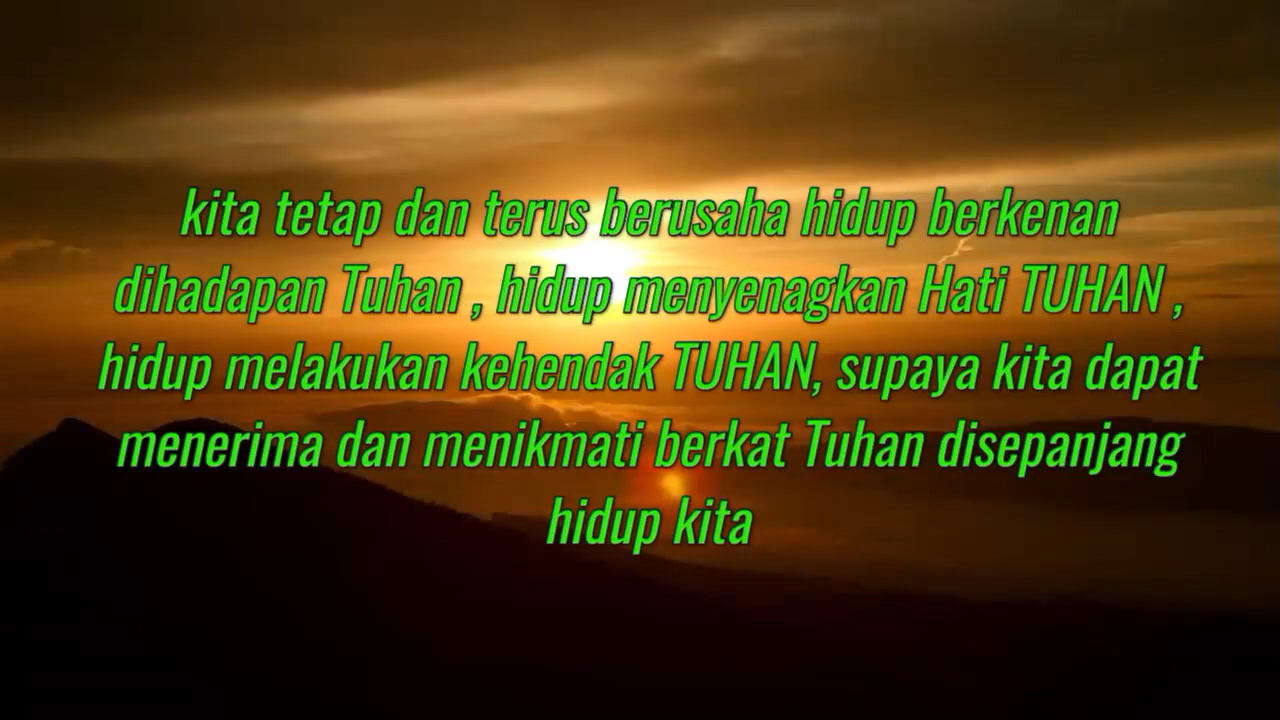 kita tetap dan terus berusaha hidup berkenan
dihadapan Tuhan , hidup menyenagkan Hati TUHAN ,
hidup melakukan kehendak TUHAN, supaya kita dapat
menerima dan menikmati berkat Tuhan disepanjang
hidup kita